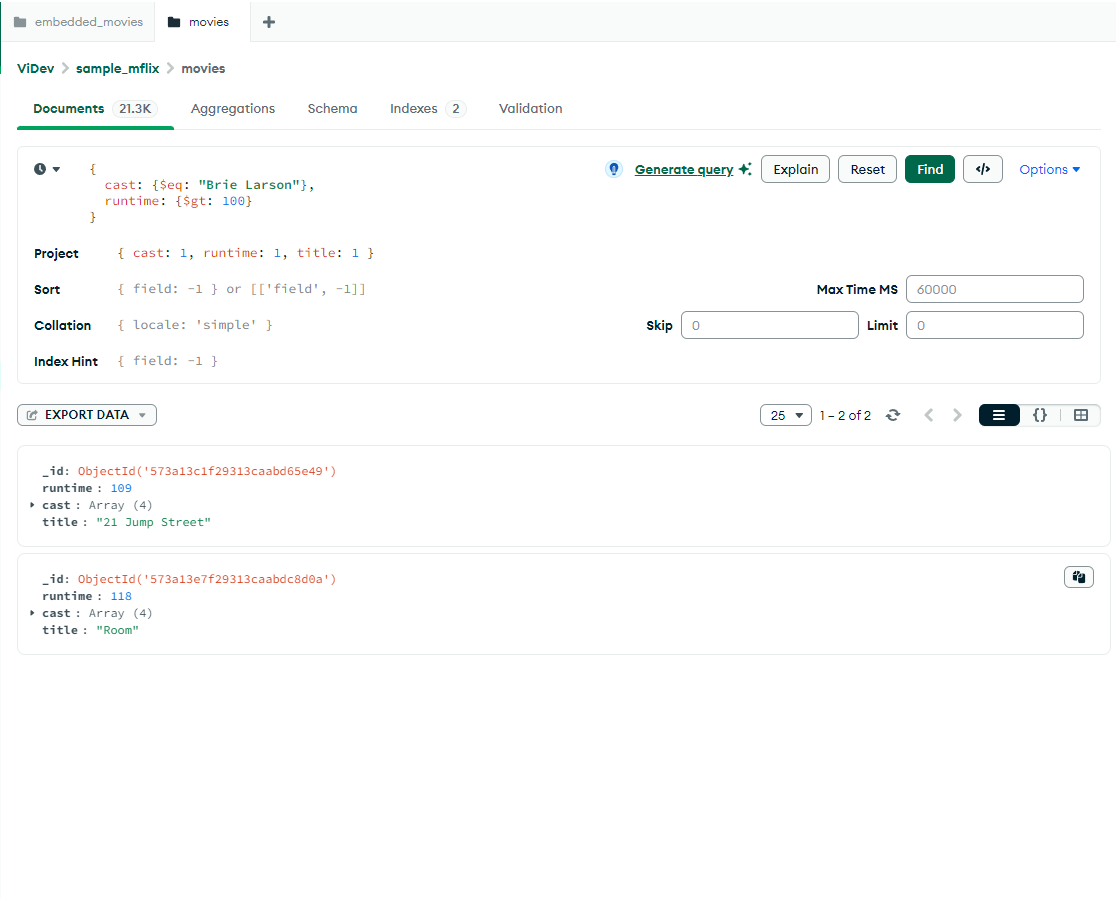 embedded_movies movies +
ViDev > sample_mflix > movies
Documents 21.3K Aggregations Schema Indexes 2 Validation
{
cast: {$eq: "Brie Larson"},
runtime: {$gt: 100}
}
Generate query Explain Reset Find </> Options
Project { cast: 1, runtime: 1, title: 1 }
Sort { field: -1 } or [['field', -1]]
Max Time MS 60000
Collation { locale: 'simple' }
Skip 0 Limit 0
Index Hint { field: -1 }
EXPORT DATA
25 1 – 2 of 2 {}
_id: ObjectId('573a13c1f29313caabd65e49')
runtime : 109
cast : Array (4)
title : "21 Jump Street"
_id: ObjectId('573a13e7f29313caabdc8d0a')
runtime : 118
cast : Array (4)
title : "Room"